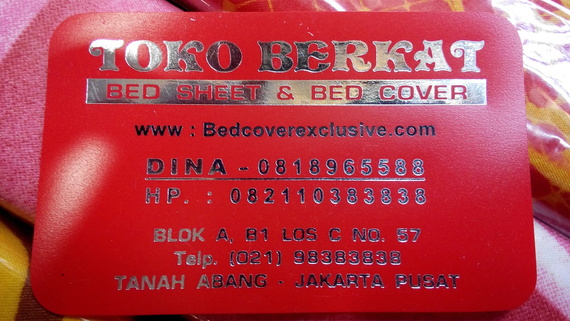 TOKO BERKAT
BED SHEET & BED COVER
www : Bedcoverexclusive.com
DINA - 0818965588
HP. : 082110383838
BLOK A, B1 LOS C NO. 57
Telp. (021) 98383838
TANAH ABANG - JAKARTA PUSAT